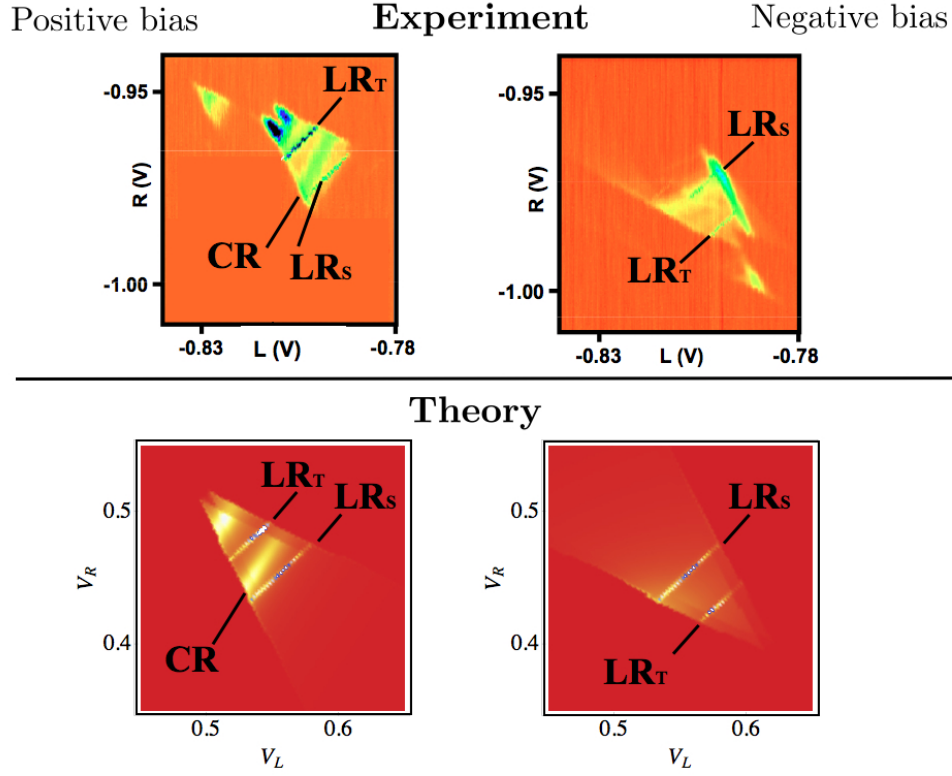 Positive bias Experiment Negative bias
-0.95
-1.00
R (V)
-0.83 L (V) -0.78
LRT
CR
LRS
-0.95
-1.00
R (V)
-0.83 L (V) -0.78
LRS
LRT
Theory
0.5
0.4
VR
0.5 0.6
VL
LRT
LRS
CR
0.5
0.4
VR
0.5 0.6
VL
LRS
LRT